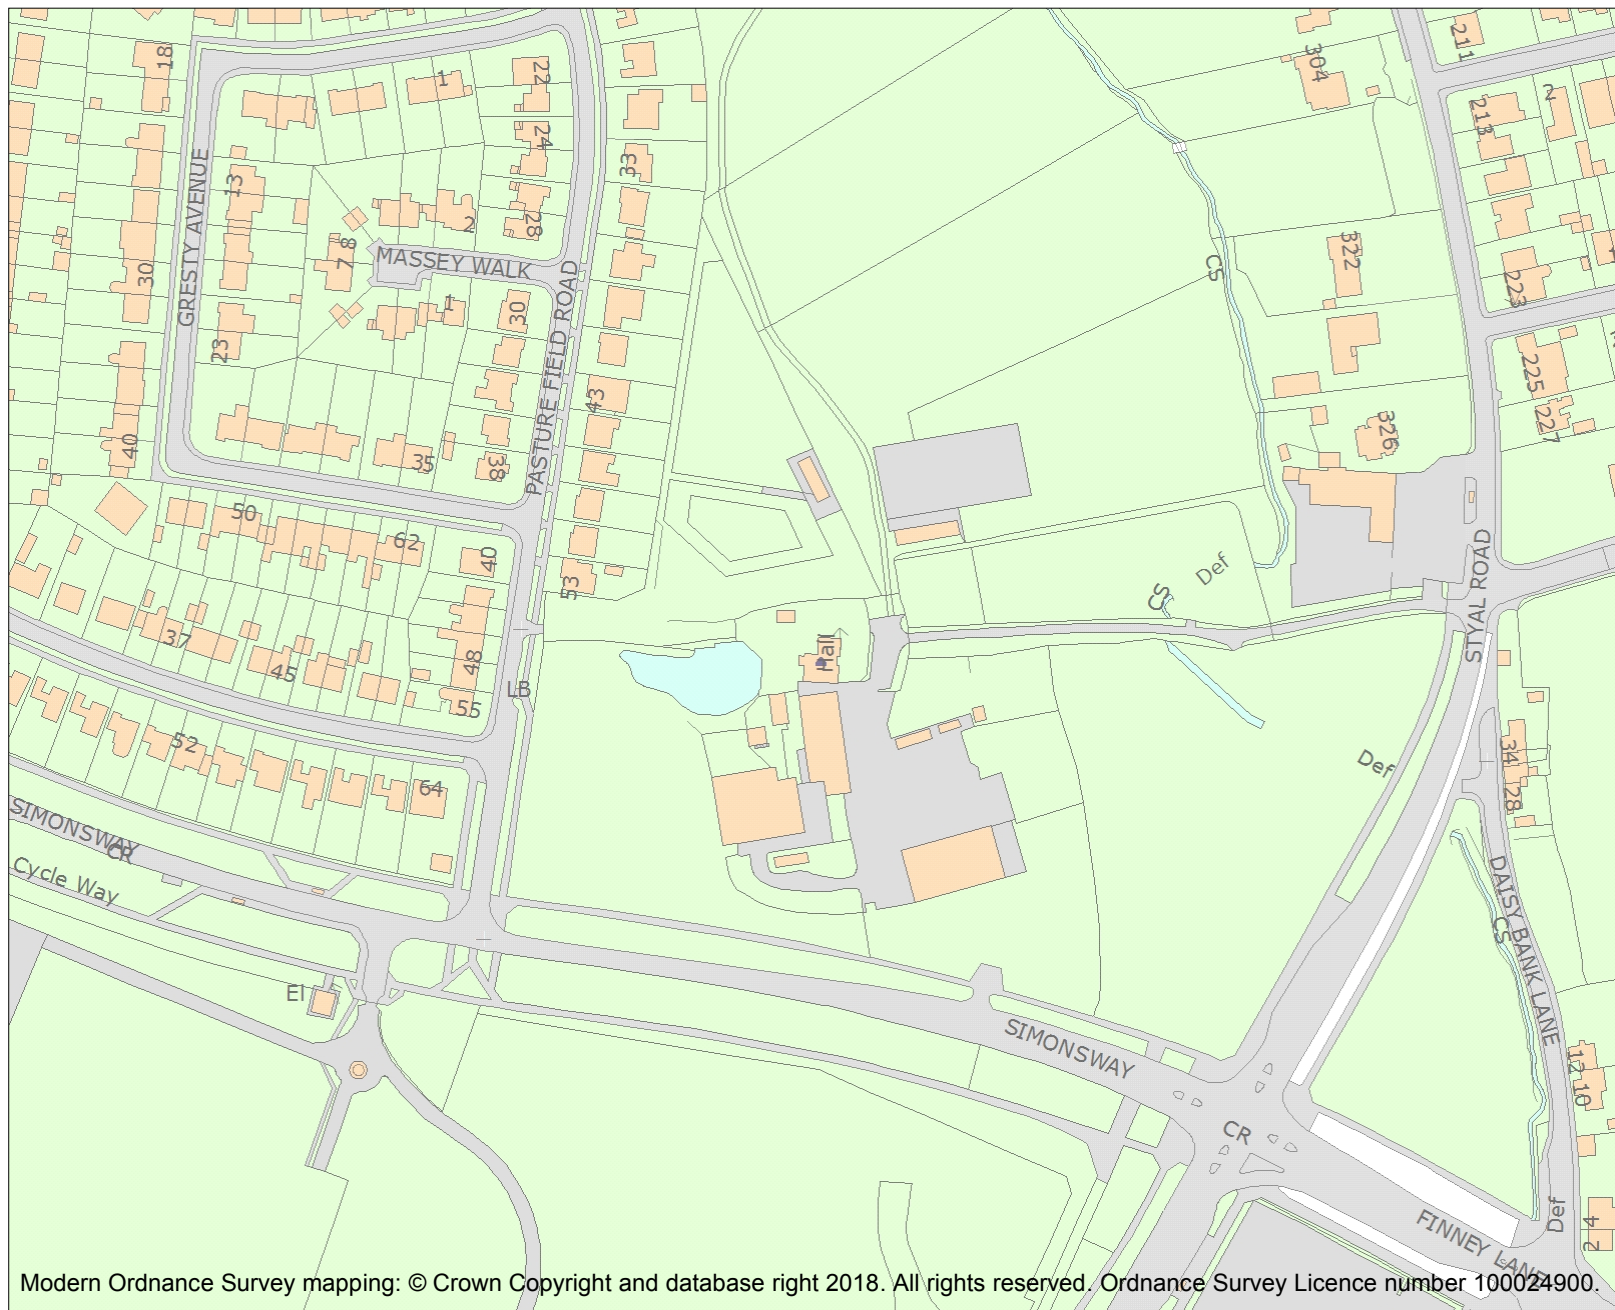 18
1
22
24
33
13
GRESTY AVENUE
2
28
7 8
MASSEY WALK
30
1
30
23
PASTURE FIELD ROAD
43
40
35
38
50
62
40
53
37
45
48
LB
55
52
64
SIMONSWAY
CR
Cycle Way
El
Hall
304
211
213
2
CS
322
223
225
227
326
Def
CS
STYAL ROAD
Def
34
28
DAISY BANK LANE
CS
SIMONSWAY
CR
12 10
Def
4
2
FINNEY LANE
Modern Ordnance Survey mapping: © Crown Copyright and database right 2018. All rights reserved. Ordnance Survey Licence number 100024900.